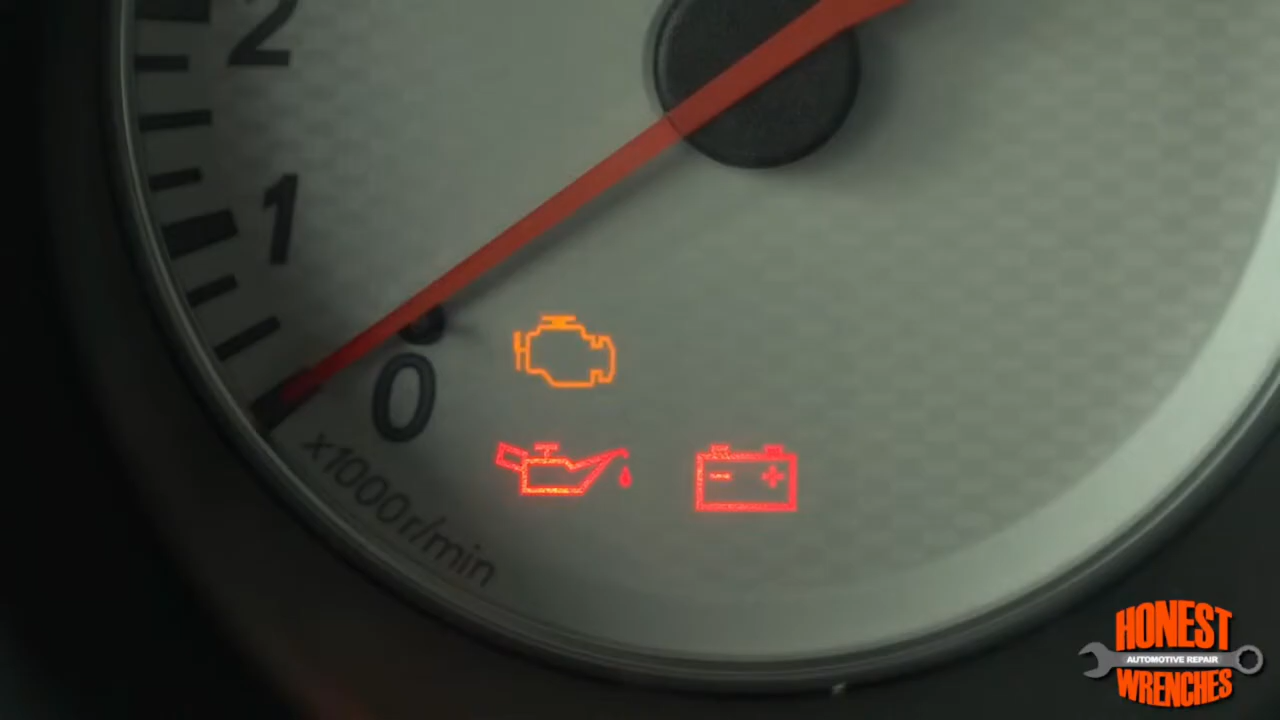 2
1
0
x1000r/min
HONEST
AUTOMOTIVE REPAIR
WRENCHES